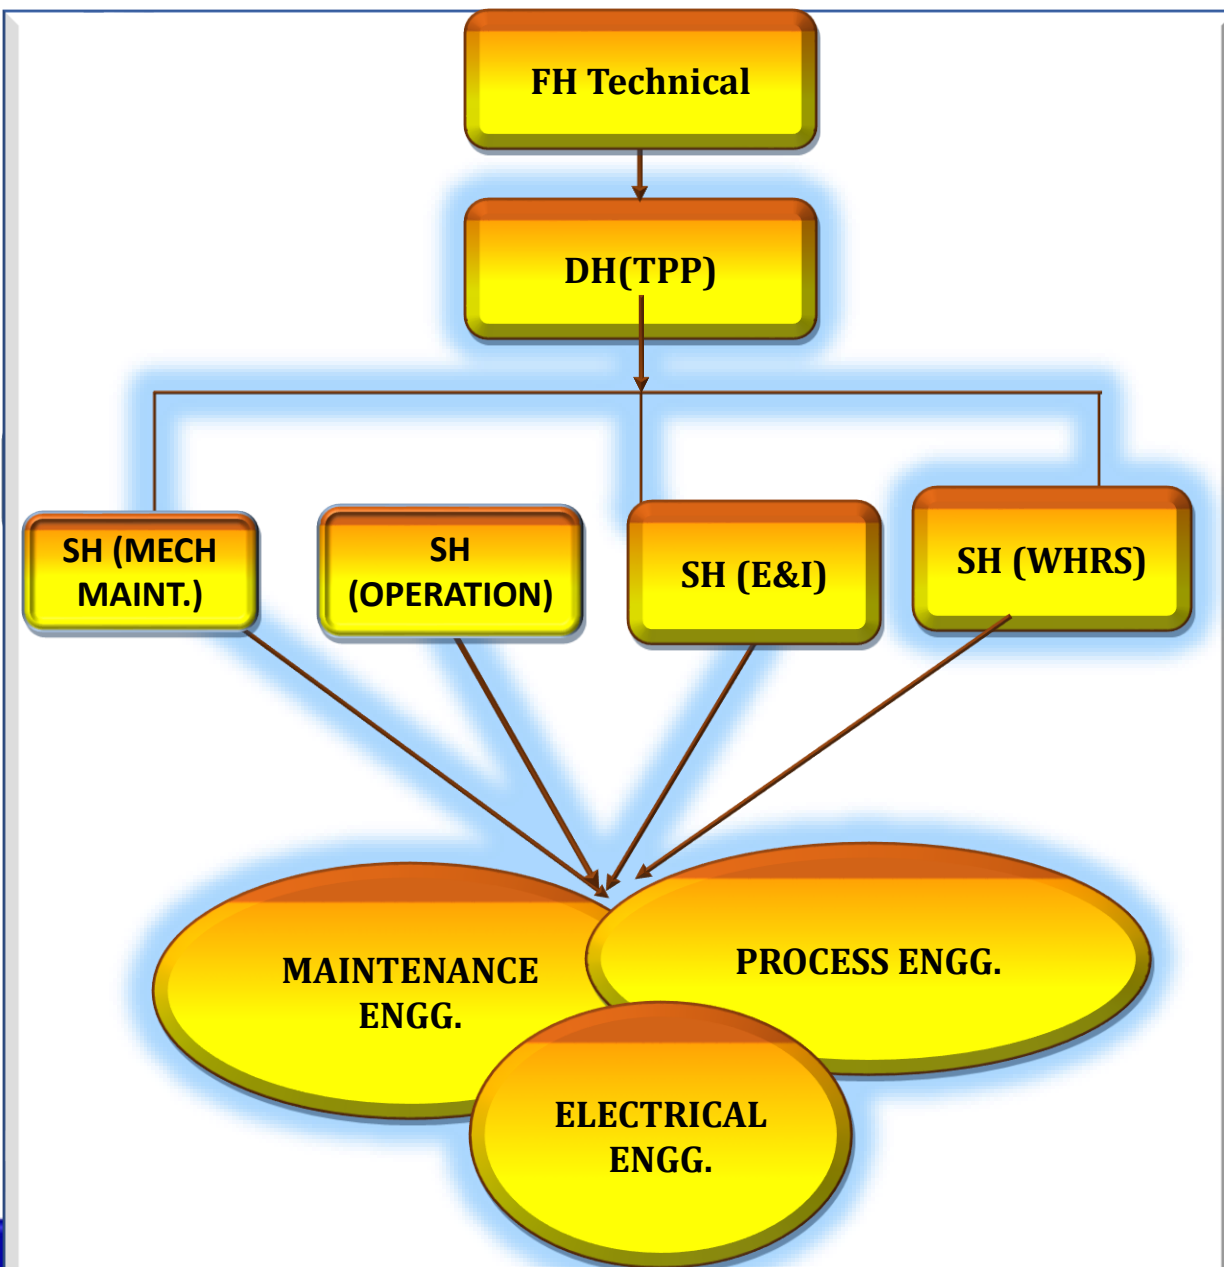 FH Technical
DH(TPP)
SH (MECH
MAINT.)
SH
(OPERATION)
SH (E&I)
SH (WHRS)
MAINTENANCE
ENGG.
PROCESS ENGG.
ELECTRICAL
ENGG.